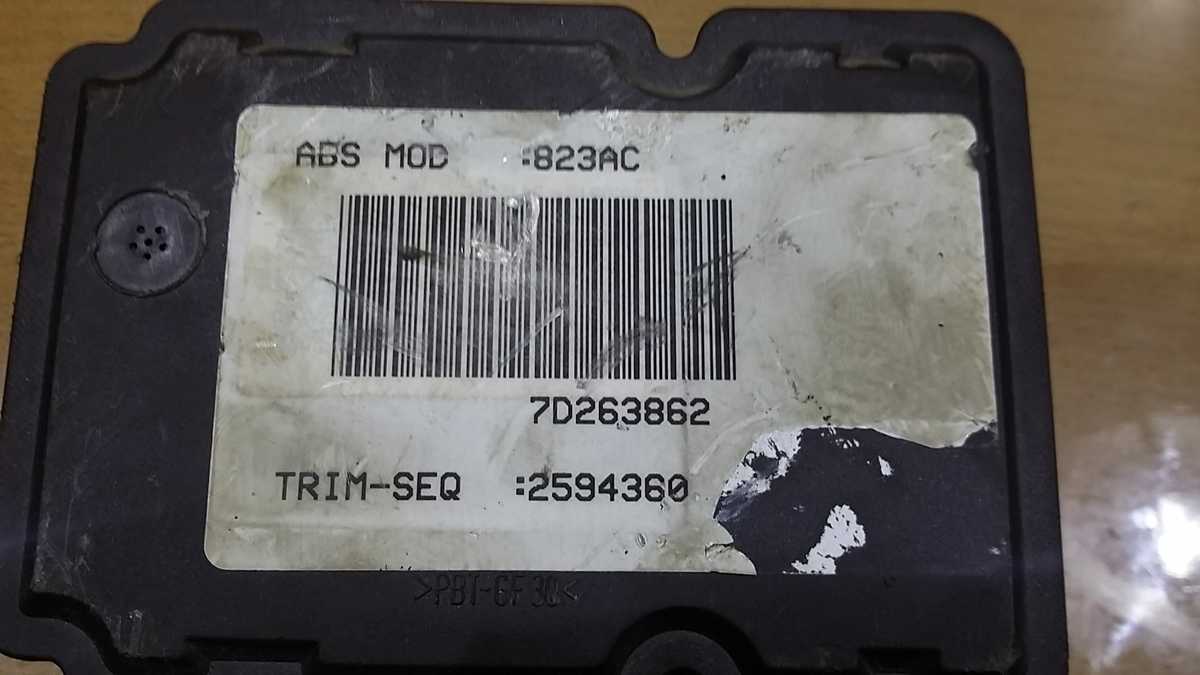 ABS MOD :823AC
7D263862
TRIM-SEQ :2594360
>PBT-GF30<